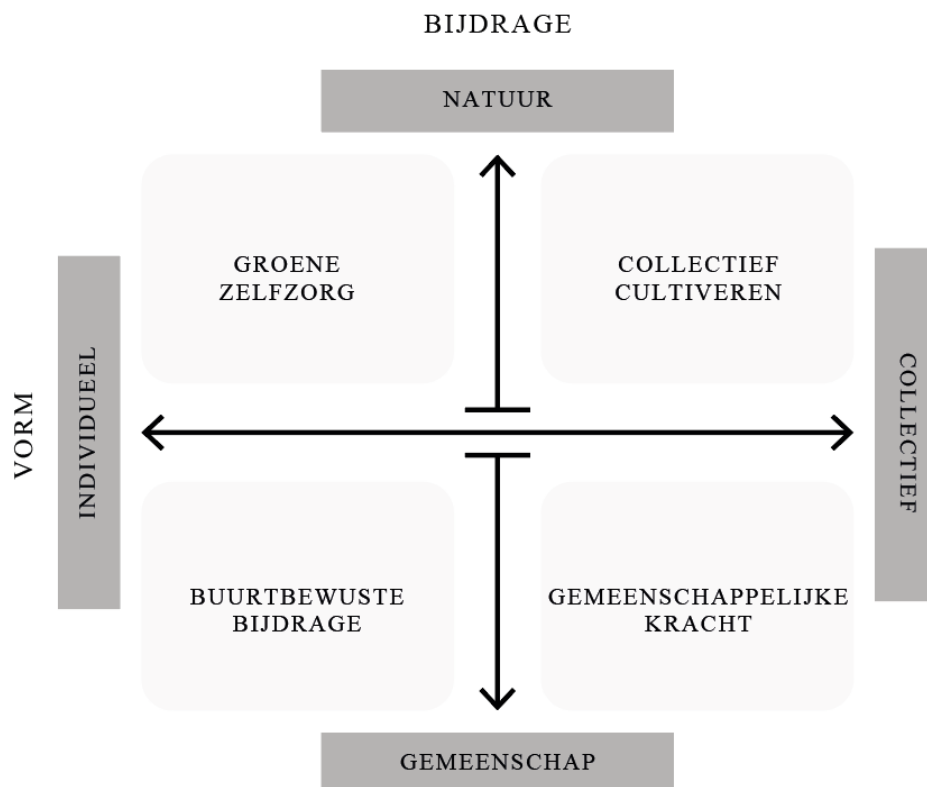 BIJDRAGE
NATUUR
GROENE
ZELFZORG
COLLECTIEF
CULTIVEREN
VORM
INDIVIDUEEL
COLLECTIEF
BUURTBEWUSTE
BIJDRAGE
GEMEENSCHAPPELIJKE
KRACHT
GEMEENSCHAP